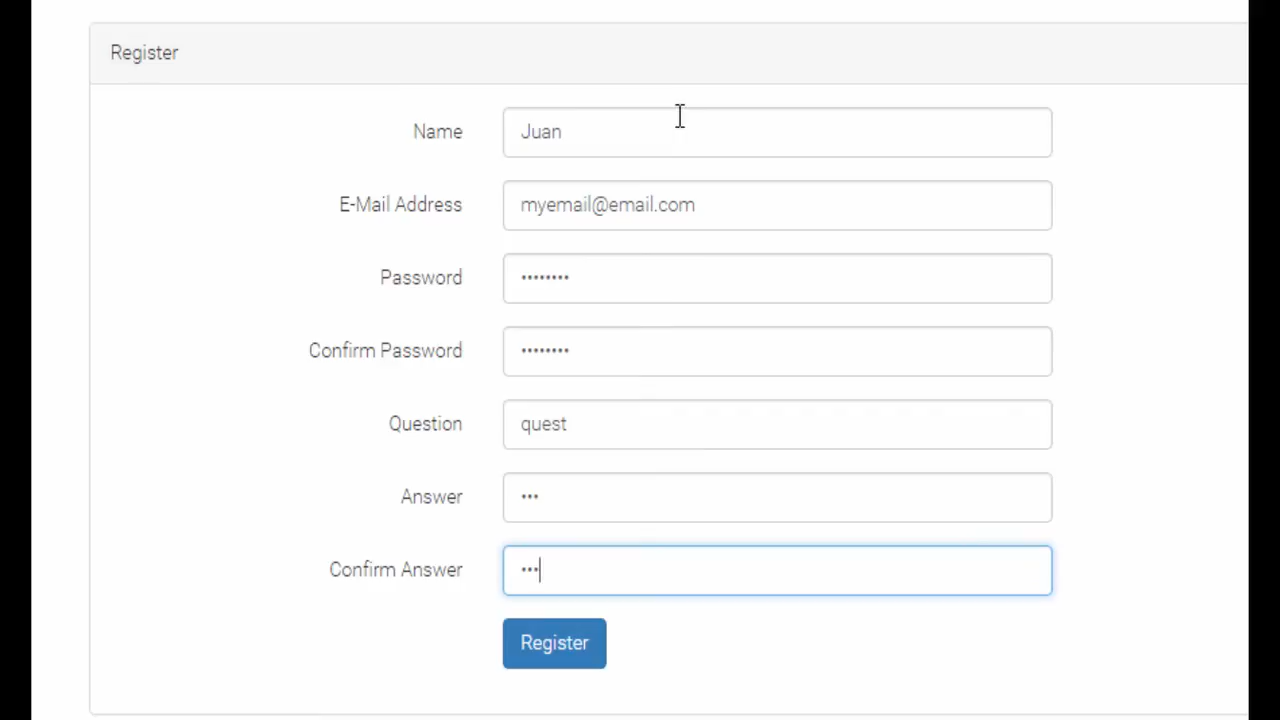 Register
Name Juan
E-Mail Address myemail@email.com
Password ••••••••
Confirm Password ••••••••
Question quest
Answer •••
Confirm Answer •••
Register